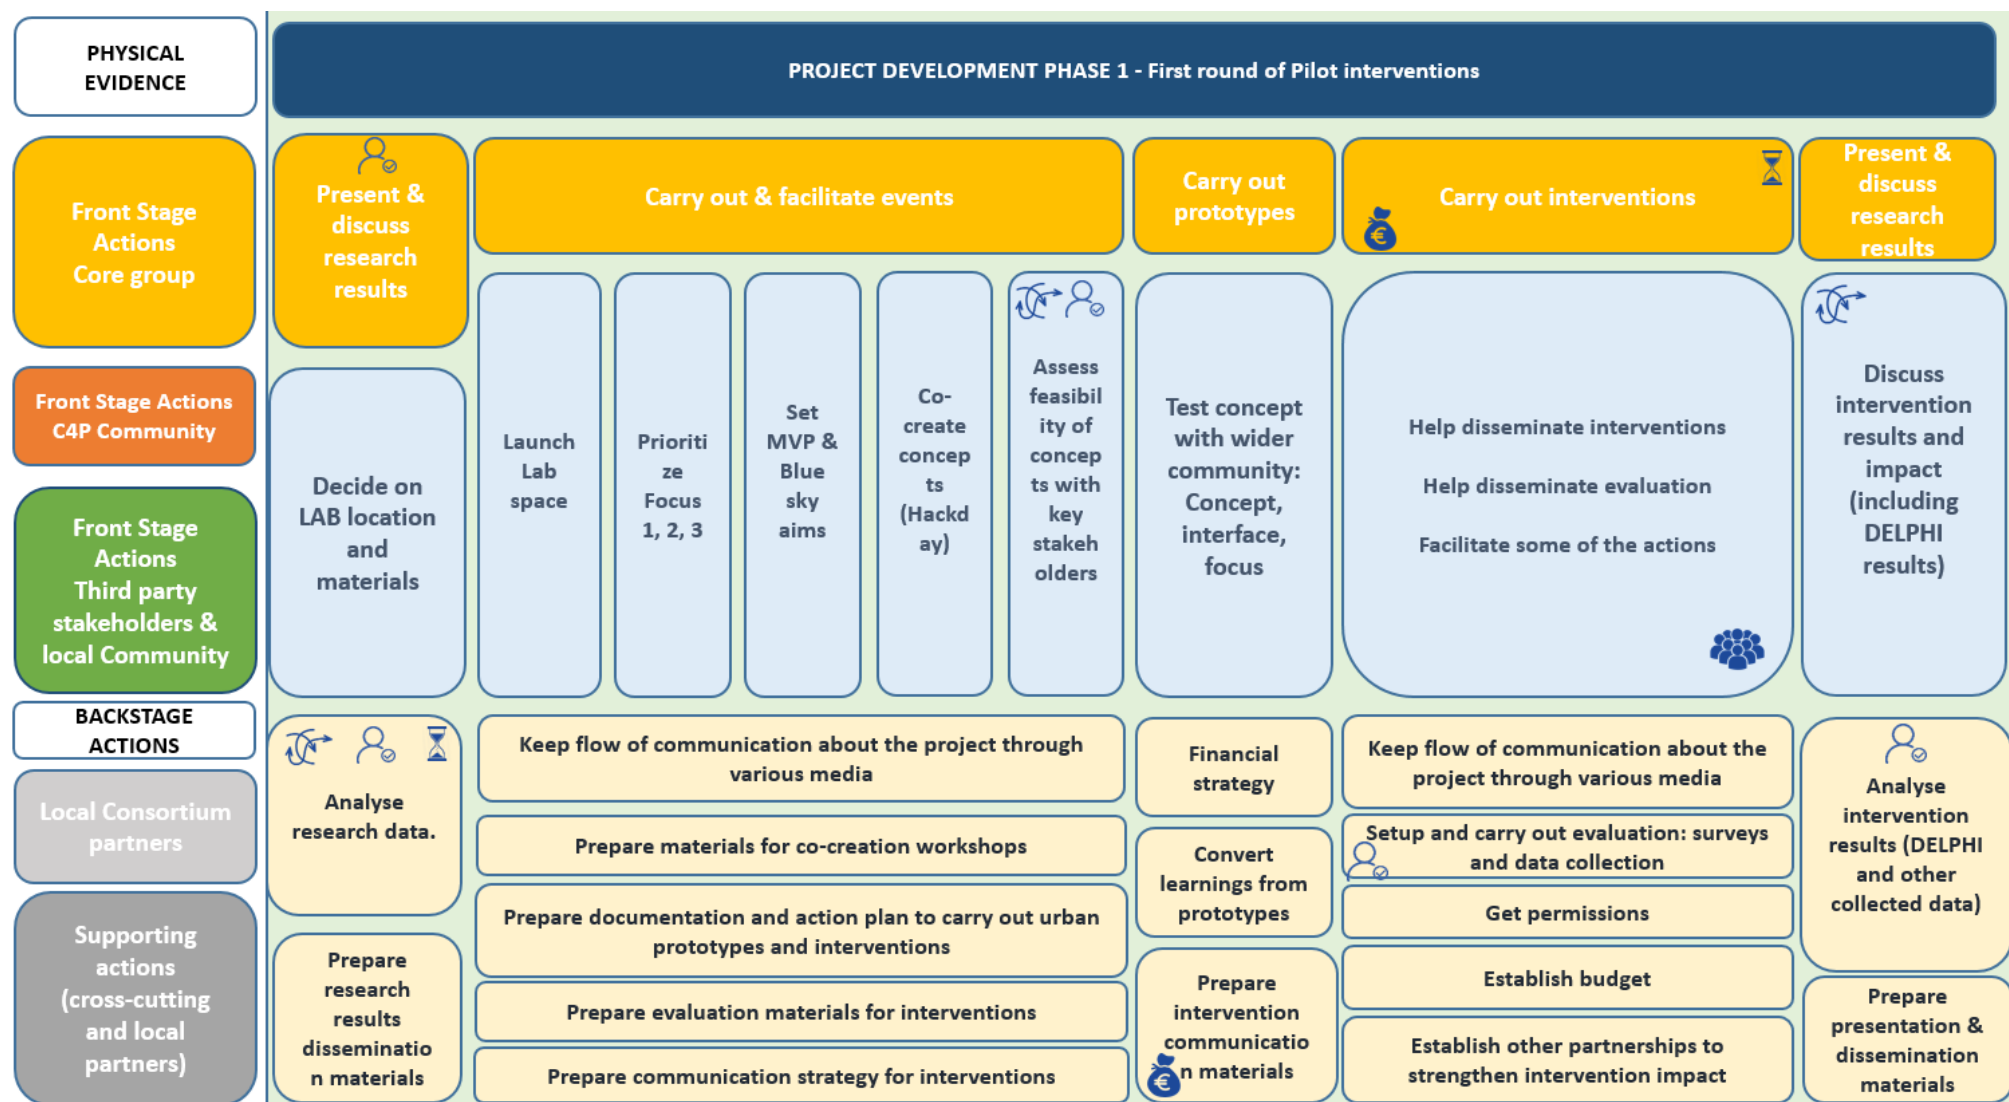 PHYSICAL
EVIDENCE
PROJECT DEVELOPMENT PHASE 1 - First round of Pilot interventions
Front Stage
Actions
Core group
Present &
discuss
research
results
Carry out & facilitate events
Carry out
prototypes
Carry out interventions
€
Present &
discuss
research
results
Front Stage Actions
C4P Community
Front Stage
Actions
Third party
stakeholders &
local Community
Decide on
LAB location
and
materials
Launch
Lab
space
Prioriti
ze
Focus
1, 2, 3
Set
MVP &
Blue
sky
aims
Co-
create
concep
ts
(Hackd
ay)
Assess
feasibil
ity of
concep
ts with
key
stakeh
olders
Test concept
with wider
community:
Concept,
interface,
focus
Help disseminate interventions
Help disseminate evaluation
Facilitate some of the actions
Discuss
intervention
results and
impact
(including
DELPHI
results)
BACKSTAGE
ACTIONS
Local Consortium
partners
Supporting
actions
(cross-cutting
and local
partners)
Analyse
research data.
Prepare
research
results
disseminatio
n materials
Keep flow of communication about the project through
various media
Prepare materials for co-creation workshops
Prepare documentation and action plan to carry out urban
prototypes and interventions
Prepare evaluation materials for interventions
Prepare communication strategy for interventions
Financial
strategy
Convert
learnings from
prototypes
Prepare
intervention
communicatio
n materials
€
Keep flow of communication about the
project through various media
Setup and carry out evaluation: surveys
and data collection
Get permissions
Establish budget
Establish other partnerships to
strengthen intervention impact
Analyse
intervention
results (DELPHI
and other
collected data)
Prepare
presentation &
dissemination
materials